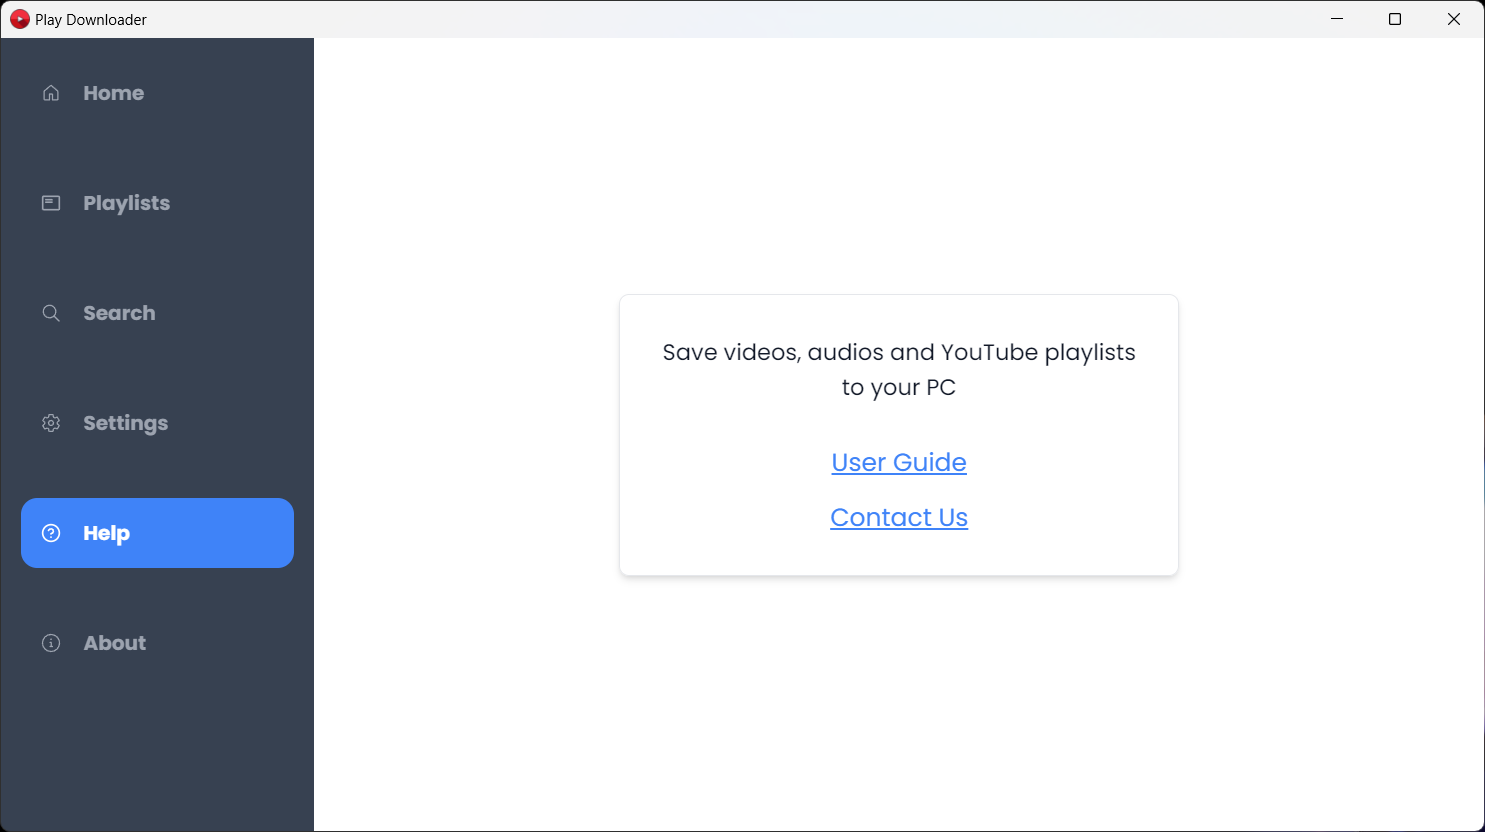 Play Downloader
Home
Playlists
Search
Settings
Help
About
Save videos, audios and YouTube playlists
to your PC
User Guide
Contact Us